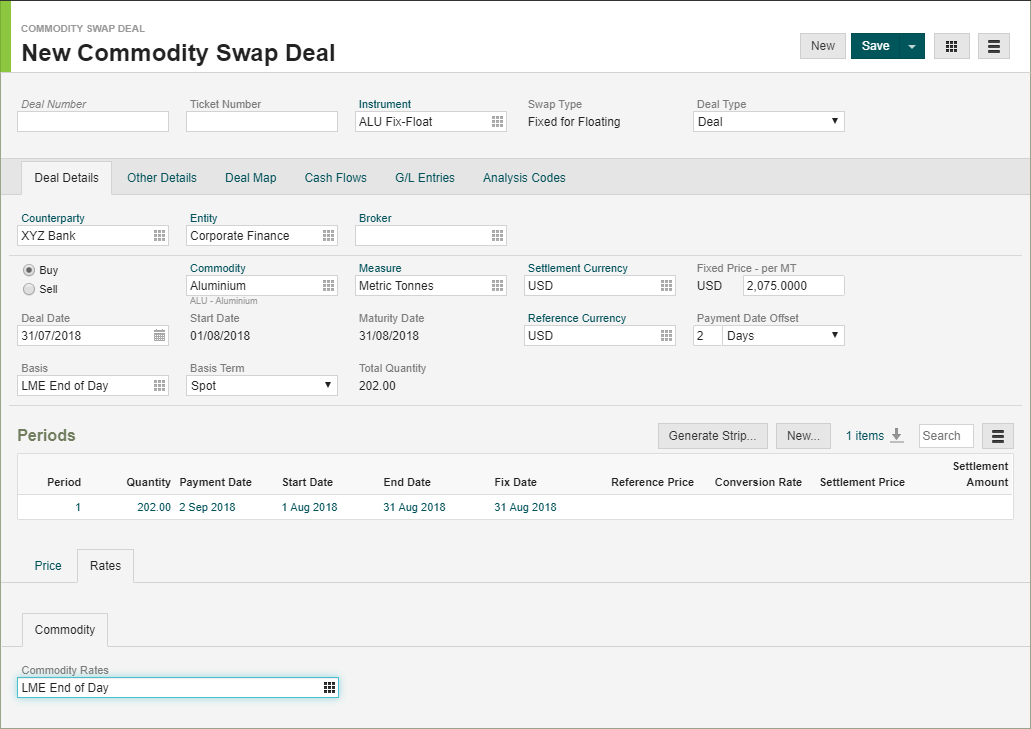 COMMODITY SWAP DEAL
New Commodity Swap Deal
New Save
Deal Number Ticket Number Instrument Swap Type Deal Type
ALU Fix-Float Fixed for Floating Deal
Deal Details Other Details Deal Map Cash Flows G/L Entries Analysis Codes
Counterparty Entity Broker
XYZ Bank Corporate Finance
Buy Commodity Measure Settlement Currency Fixed Price - per MT
Sell Aluminium Metric Tonnes USD USD 2,075.0000
ALU - Aluminium
Deal Date Start Date Maturity Date Reference Currency Payment Date Offset
31/07/2018 01/08/2018 31/08/2018 USD 2 Days
Basis Basis Term Total Quantity
LME End of Day Spot 202.00
Periods Generate Strip... New... 1 items Search
Period Quantity Payment Date Start Date End Date Fix Date Reference Price Conversion Rate Settlement Price Settlement Amount
1 202.00 2 Sep 2018 1 Aug 2018 31 Aug 2018 31 Aug 2018
Price Rates
Commodity
Commodity Rates
LME End of Day